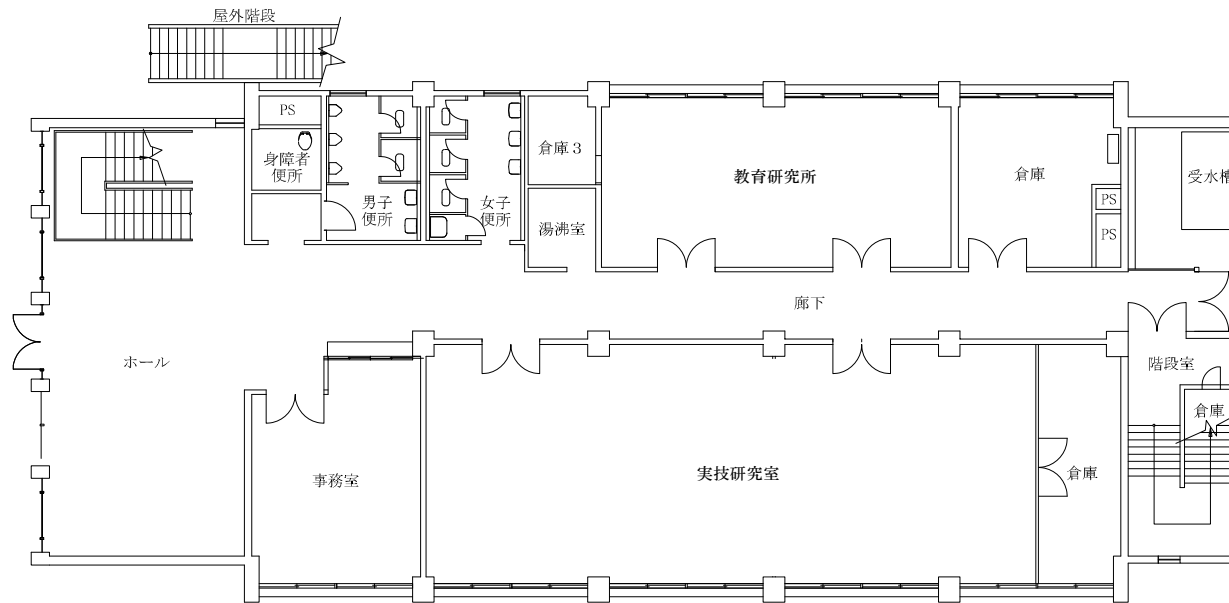 屋外階段
PS
身障者
便所
男子
便所
女子
便所
倉庫3
湯沸室
教育研究所
倉庫
PS
PS
受水槽
廊下
ホール
階段室
倉庫
事務室
実技研究室
倉庫